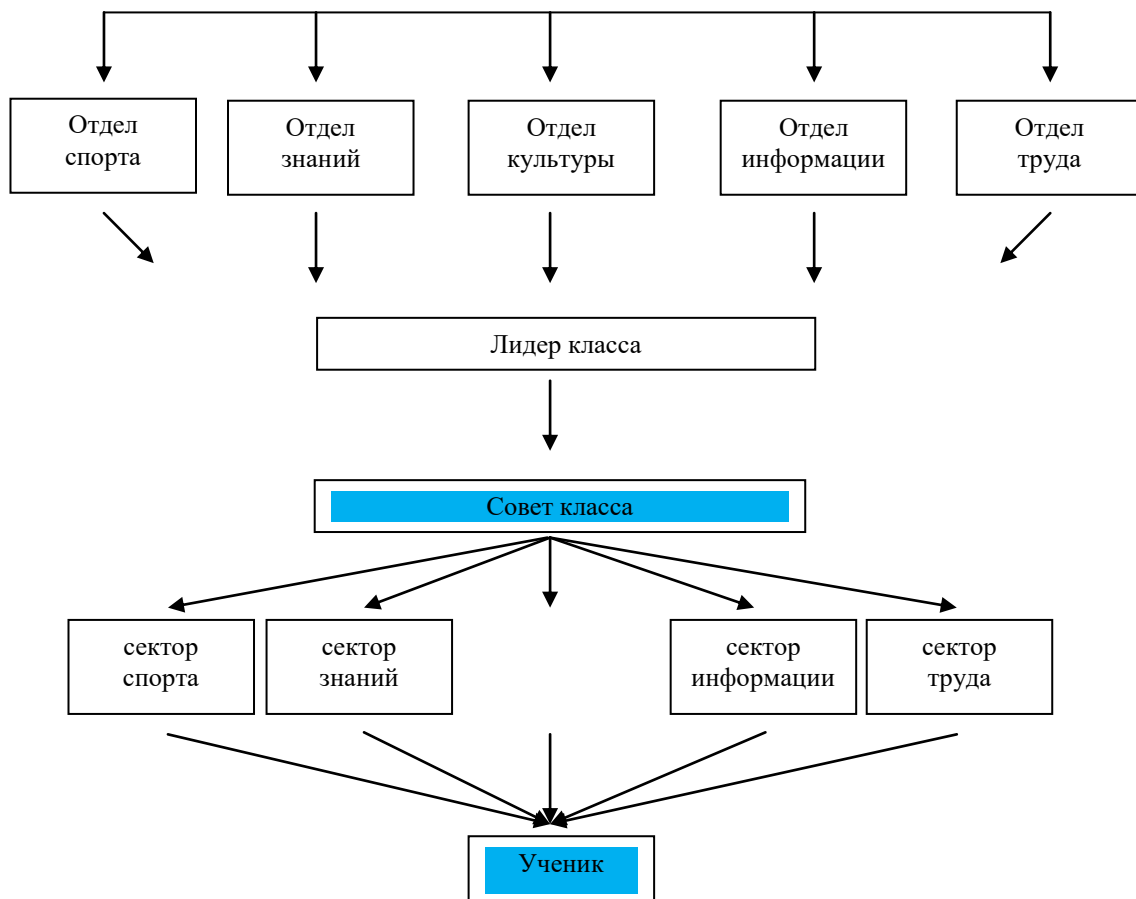 Отдел
спорта
Отдел
знаний
Отдел
культуры
Отдел
информации
Отдел
труда
Лидер класса
Совет класса
сектор
спорта
сектор
знаний
сектор
информации
сектор
труда
Ученик